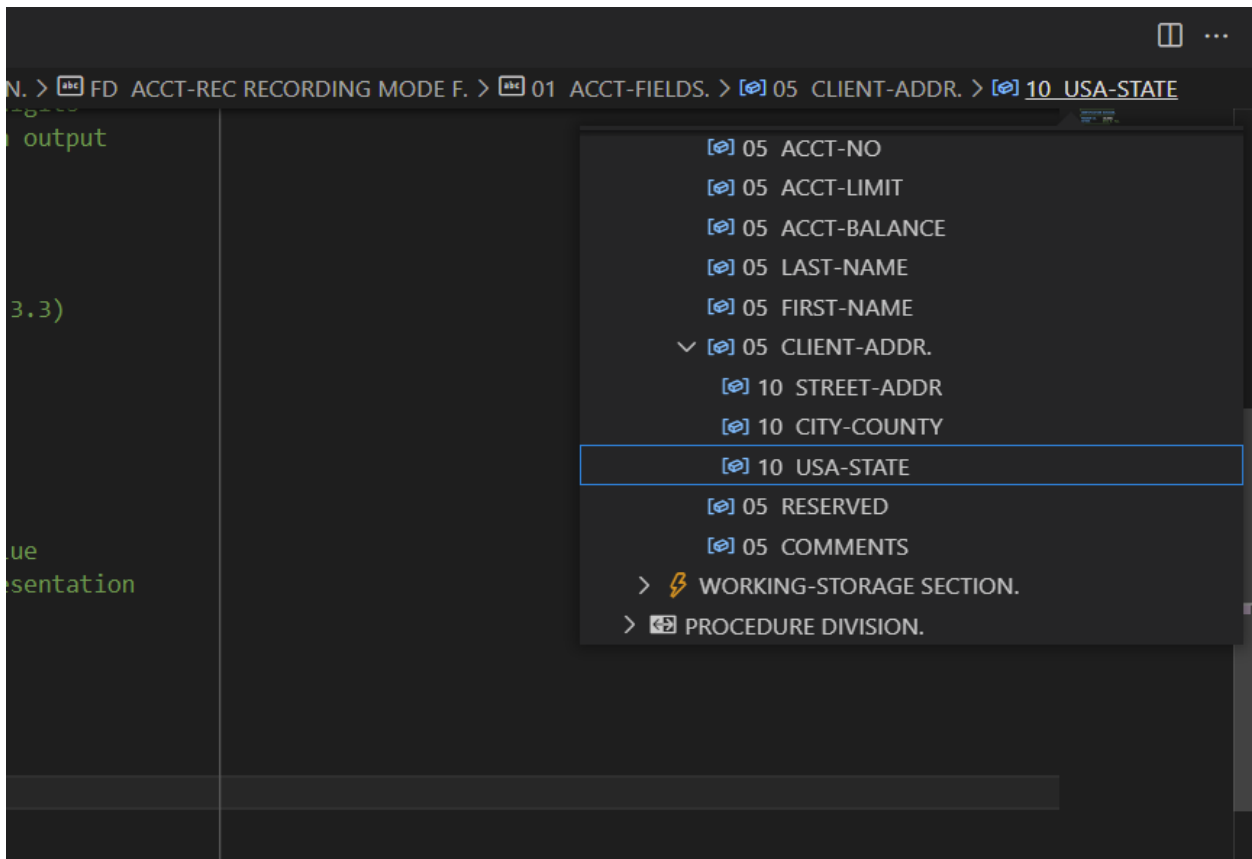 N. > FD ACCT-REC RECORDING MODE F. > 01 ACCT-FIELDS. > 05 CLIENT-ADDR. > 10 USA-STATE
output
3.3)
lue
esentation
05 ACCT-NO
05 ACCT-LIMIT
05 ACCT-BALANCE
05 LAST-NAME
05 FIRST-NAME
05 CLIENT-ADDR.
10 STREET-ADDR
10 CITY-COUNTY
10 USA-STATE
05 RESERVED
05 COMMENTS
WORKING-STORAGE SECTION.
PROCEDURE DIVISION.